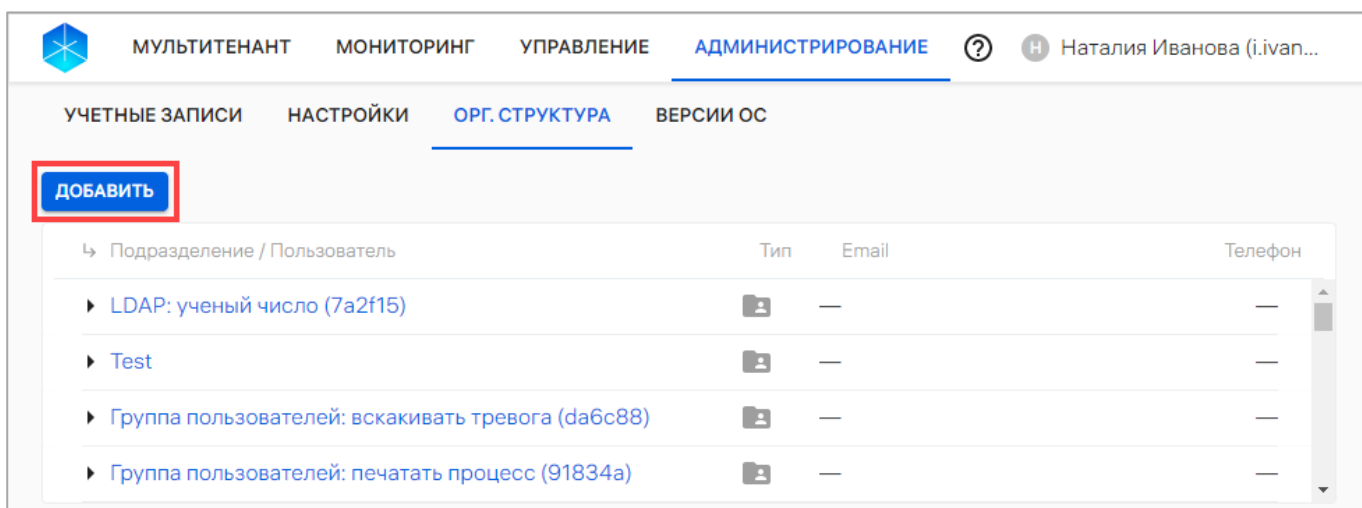 МУЛЬТИТЕНАНТ МОНИТОРИНГ УПРАВЛЕНИЕ АДМИНИСТРИРОВАНИЕ ? Н Наталия Иванова (i.ivan...
УЧЕТНЫЕ ЗАПИСИ НАСТРОЙКИ ОРГ. СТРУКТУРА ВЕРСИИ ОС
ДОБАВИТЬ
Подразделение / Пользователь Тип Email Телефон
LDAP: ученый число (7a2f15) — —
Test — —
Группа пользователей: вскакивать тревога (da6c88) — —
Группа пользователей: печатать процесс (91834a) — —